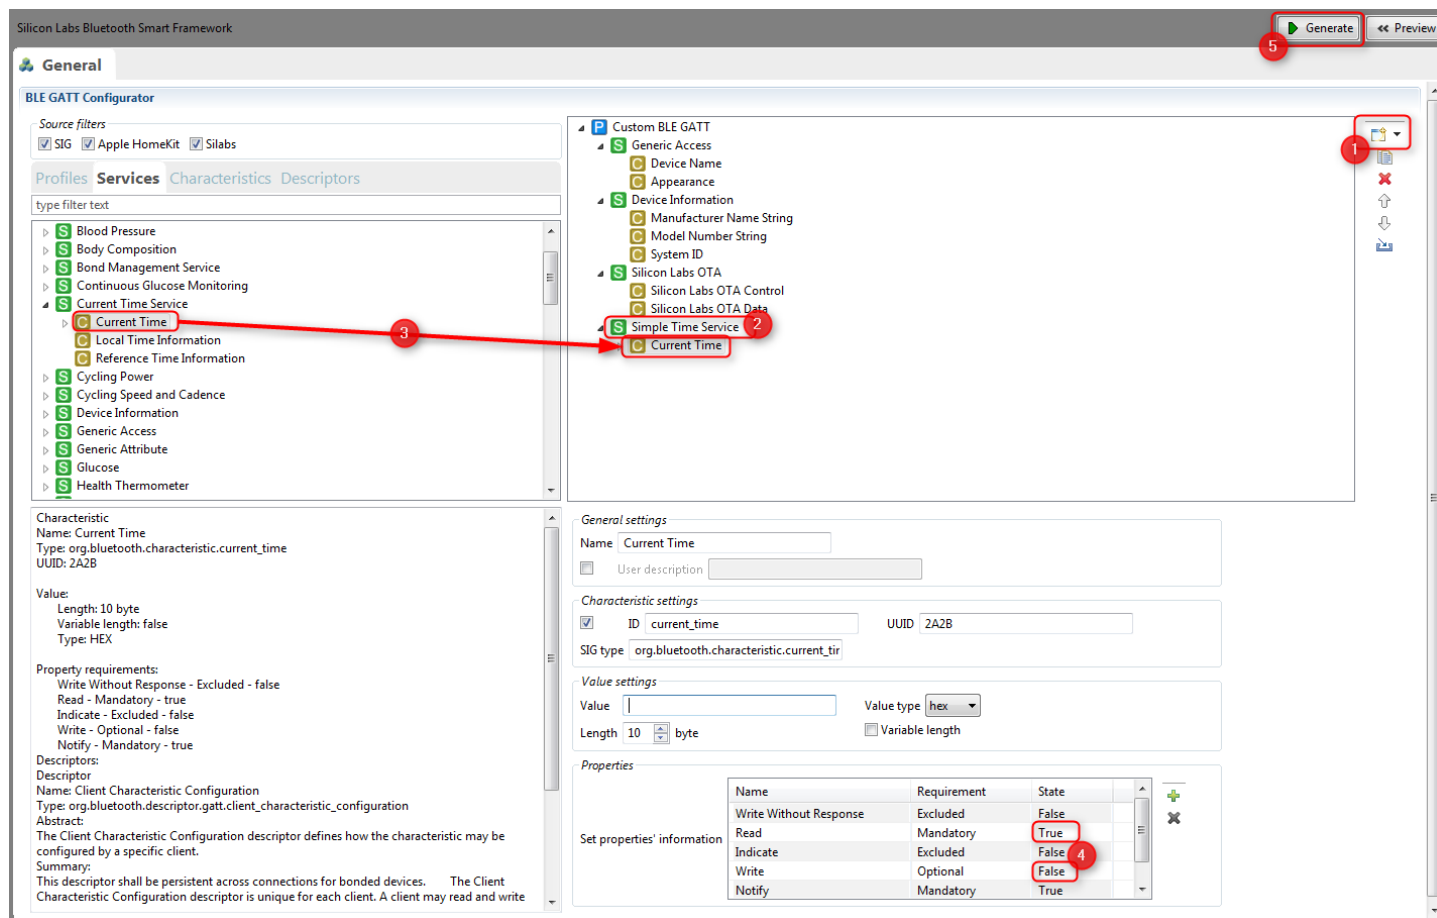 Silicon Labs Bluetooth Smart Framework
Generate
Preview
5
General
BLE GATT Configurator
Source filters
SIG Apple HomeKit Silabs
Profiles Services Characteristics Descriptors
type filter text
Blood Pressure
Body Composition
Bond Management Service
Continuous Glucose Monitoring
Current Time Service
Current Time
Local Time Information
Reference Time Information
Cycling Power
Cycling Speed and Cadence
Device Information
Generic Access
Generic Attribute
Glucose
Health Thermometer
3
Custom BLE GATT
Generic Access
Device Name
Appearance
Device Information
Manufacturer Name String
Model Number String
System ID
Silicon Labs OTA
Silicon Labs OTA Control
Silicon Labs OTA Data
Simple Time Service
2
Current Time
1
Characteristic
Name: Current Time
Type: org.bluetooth.characteristic.current_time
UUID: 2A2B
Value:
Length: 10 byte
Variable length: false
Type: HEX
Property requirements:
Write Without Response - Excluded - false
Read - Mandatory - true
Indicate - Excluded - false
Write - Optional - false
Notify - Mandatory - true
Descriptors:
Descriptor
Name: Client Characteristic Configuration
Type: org.bluetooth.descriptor.gatt.client_characteristic_configuration
Abstract:
The Client Characteristic Configuration descriptor defines how the characteristic may be
configured by a specific client.
Summary:
This descriptor shall be persistent across connections for bonded devices. The Client
Characteristic Configuration descriptor is unique for each client. A client may read and write
General settings
Name Current Time
User description
Characteristic settings
ID current_time UUID 2A2B
SIG type org.bluetooth.characteristic.current_tir
Value settings
Value Value type hex
Length 10 byte Variable length
Properties
Set properties' information
Name Requirement State
Write Without Response Excluded False
Read Mandatory True
Indicate Excluded False
4
Write Optional False
Notify Mandatory True